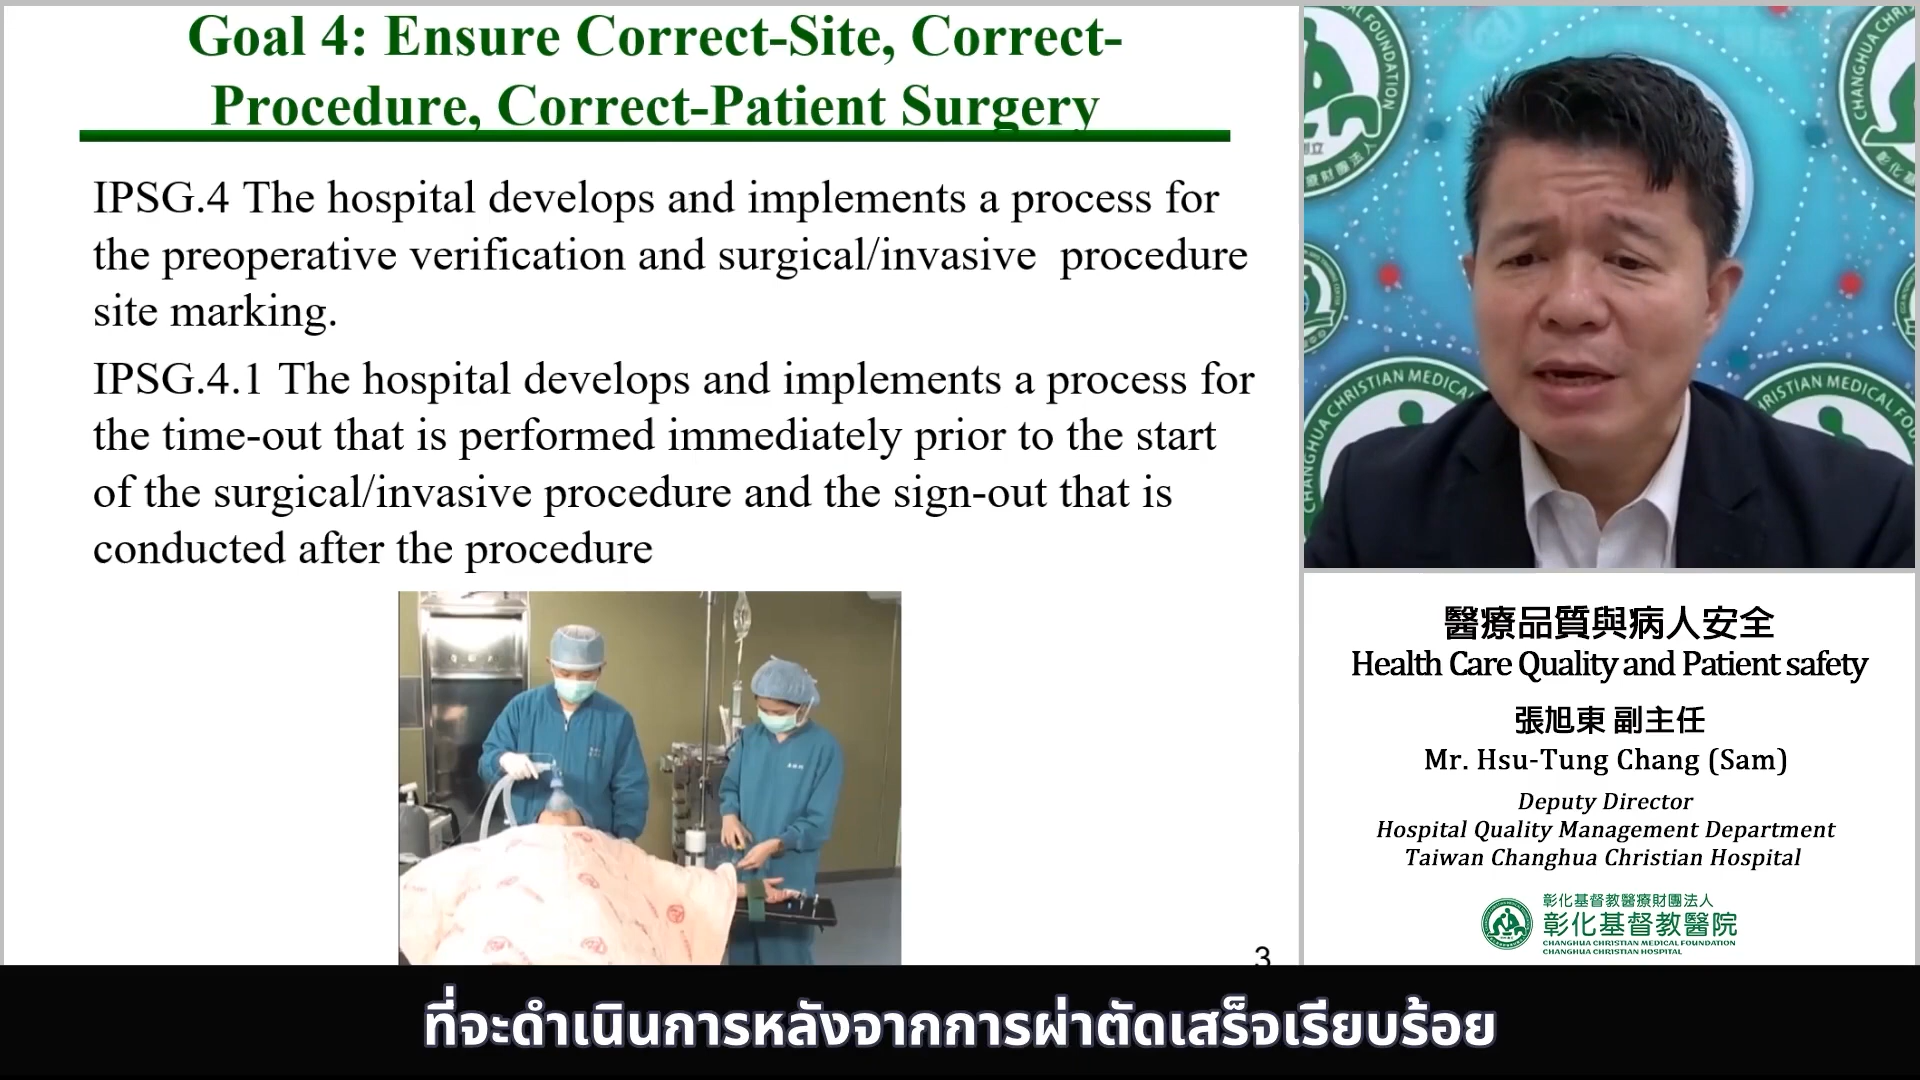 Goal 4: Ensure Correct-Site, Correct-
Procedure, Correct-Patient Surgery
IPSG.4 The hospital develops and implements a process for
the preoperative verification and surgical/invasive procedure
site marking.
IPSG.4.1 The hospital develops and implements a process for
the time-out that is performed immediately prior to the start
of the surgical/invasive procedure and the sign-out that is
conducted after the procedure
3
CHANGHUA CHRISTIAN MEDICAL
醫療品質與病人安全
Health Care Quality and Patient safety
張旭東 副主任
Mr. Hsu-Tung Chang (Sam)
Deputy Director
Hospital Quality Management Department
Taiwan Changhua Christian Hospital
彰化基督教醫療財團法人
彰化基督教醫院
CHANGHUA CHRISTIAN MEDICAL FOUNDATION
CHANGHUA CHRISTIAN HOSPITAL
ที่จะดำเนินการหลังจากการผ่าตัดเสร็จเรียบร้อย